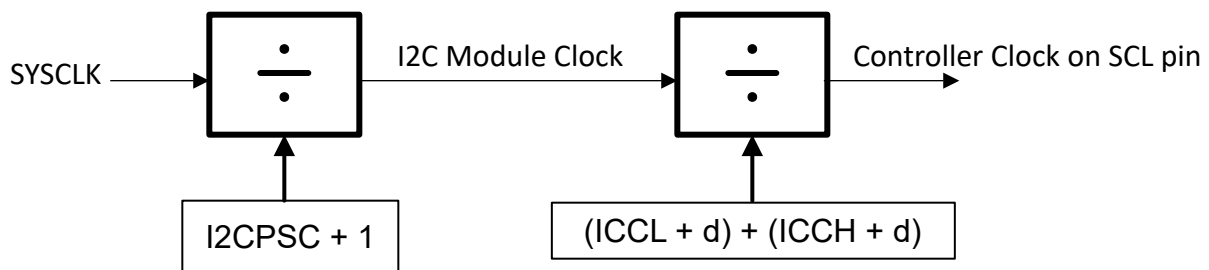 SYSCLK
I2C Module Clock
Controller Clock on SCL pin
I2CPSC + 1
(ICCL + d) + (ICCH + d)